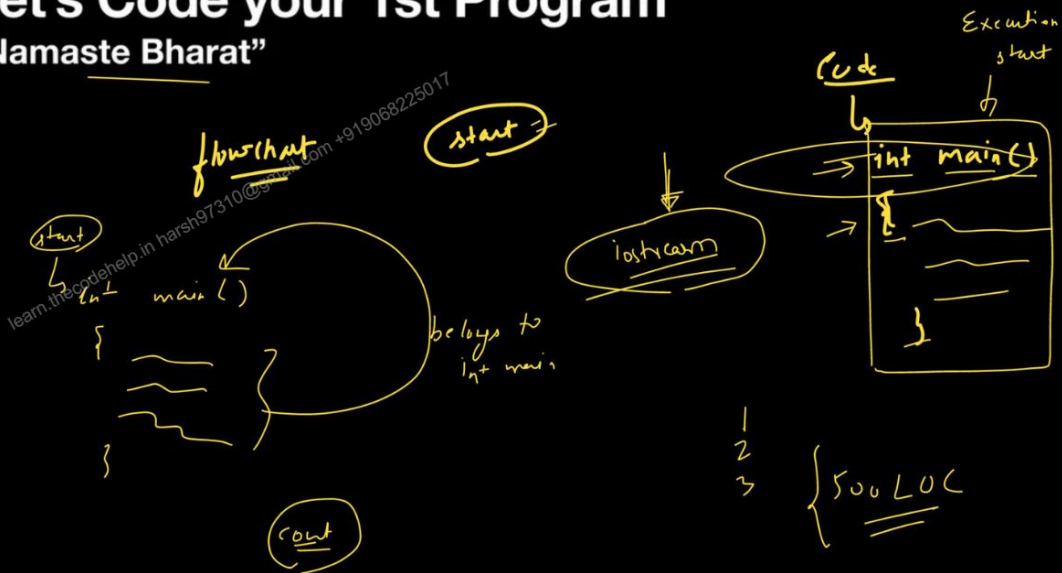 et's Code your 1st Program
Namaste Bharat”
Execution
start
Code
flowchart
start
learn.thecodehelp.in harsh97310@gmail.com +919068225017
int main()
{
}
start
int main()
{
}
belogs to
int main
iostream
1
2
3
500 LOC
cout